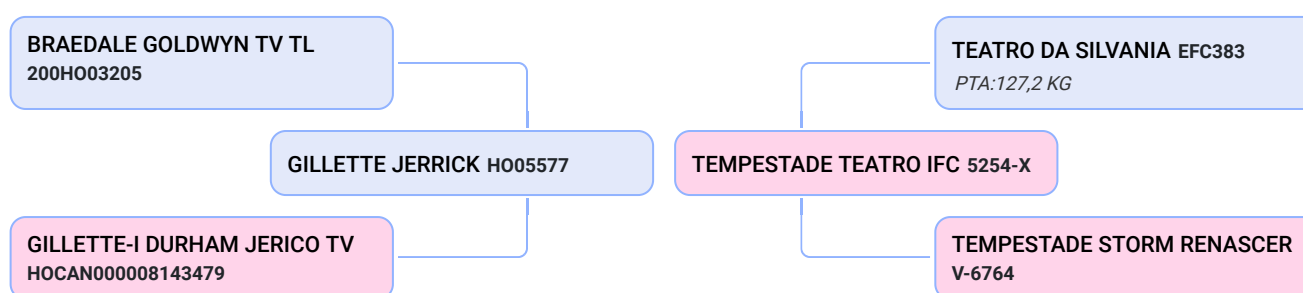 BRAEDALE GOLDWYN TV TL
200HO03205
TEATRO DA SILVANIA EFC383
PTA:127,2 KG
GILLETTE JERRICK HO05577
TEMPESTADE TEATRO IFC 5254-X
GILLETTE-I DURHAM JERICO TV
HOCAN000008143479
TEMPESTADE STORM RENASCER
V-6764